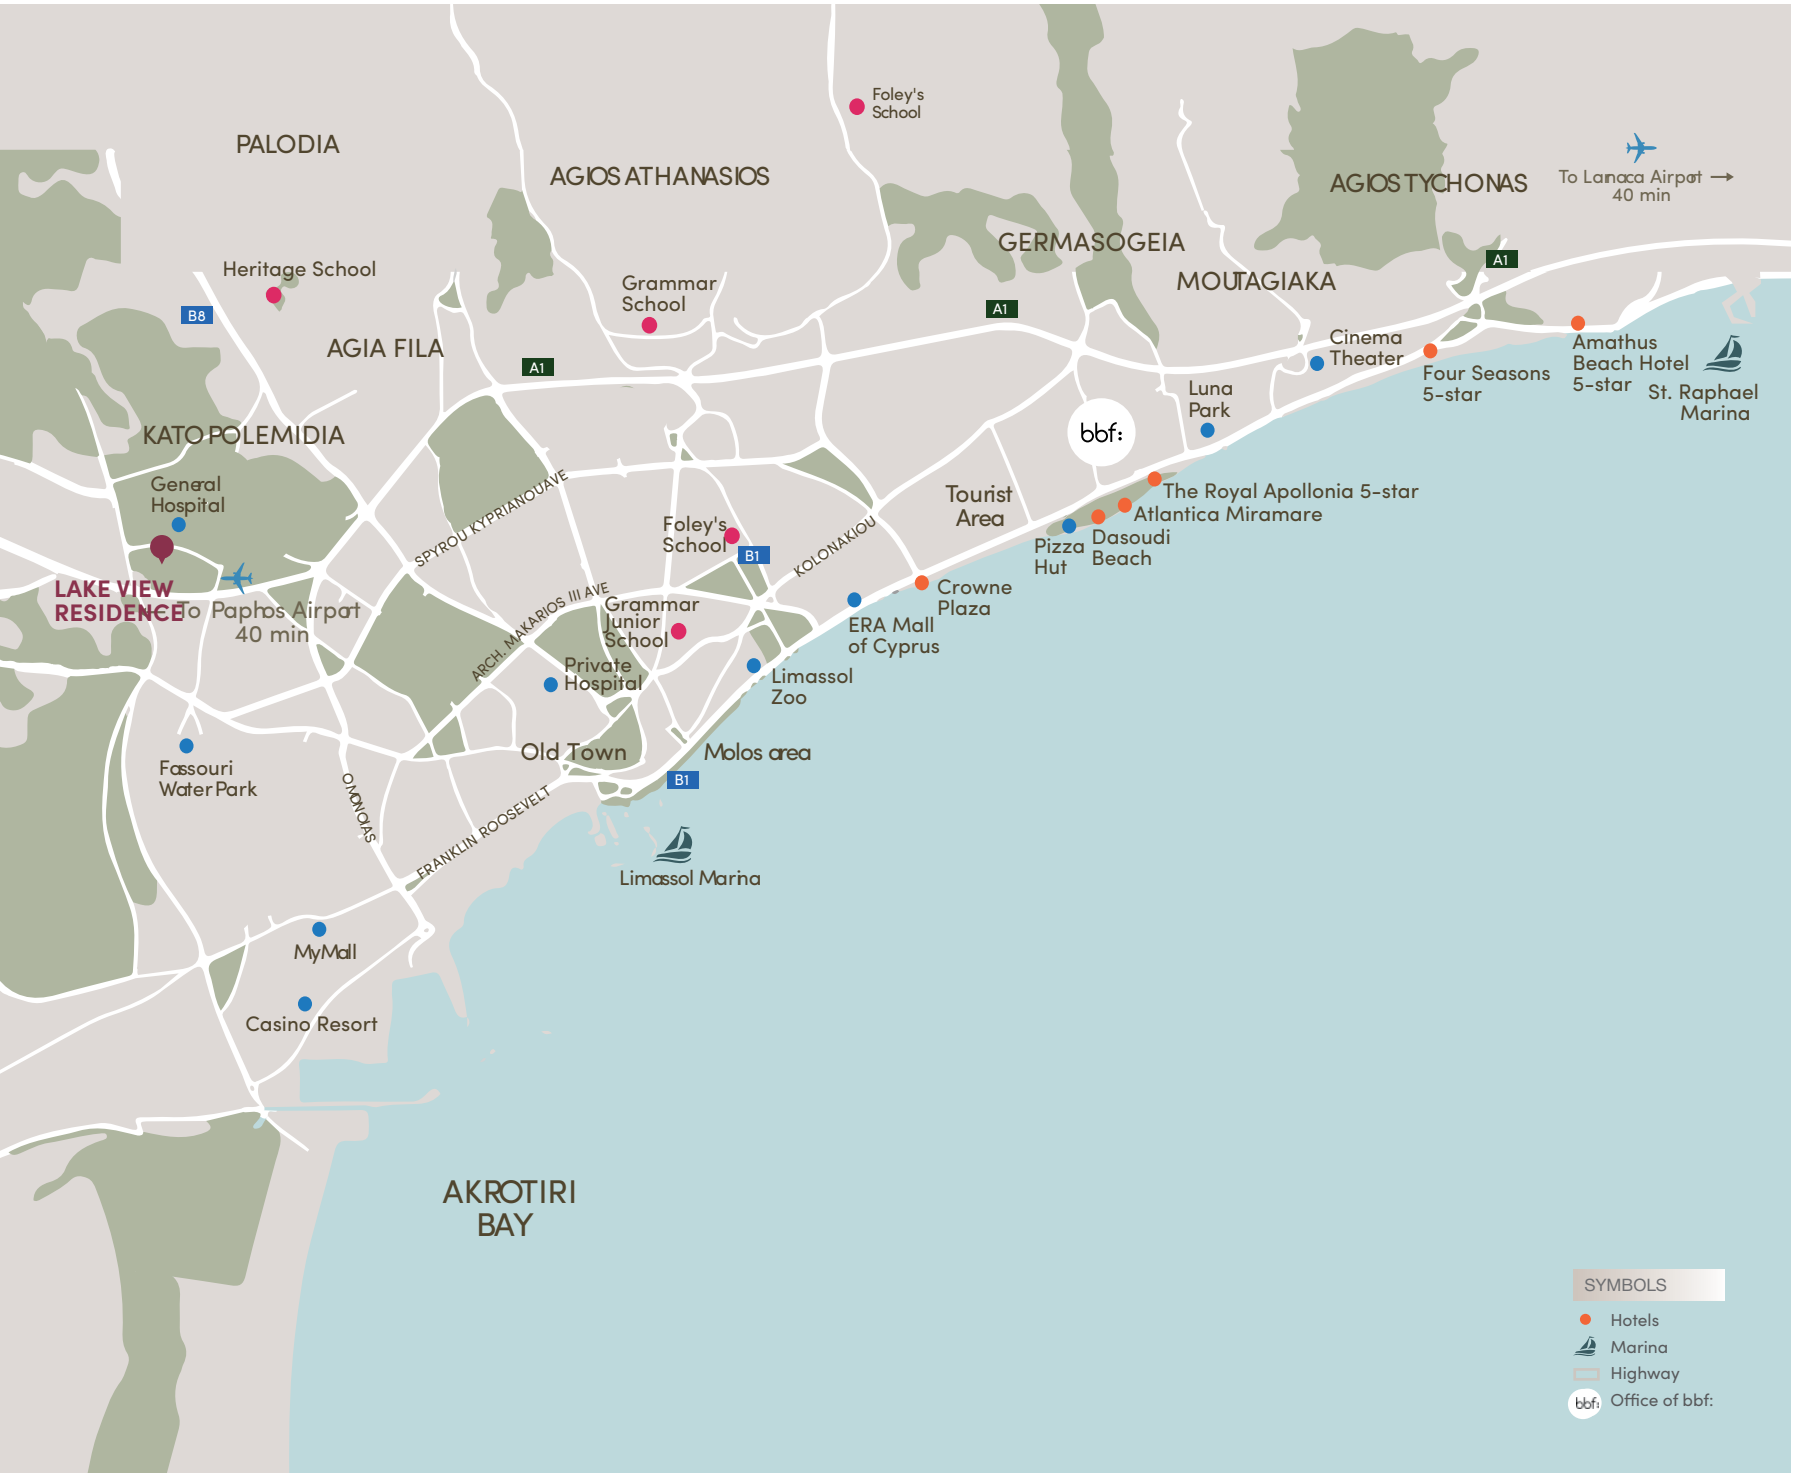 Foley's
School
PALODIA
AGIOS ATHANASIOS
AGIOS TYCHONAS
To Larnaca Airport →
40 min
GERMASOGEIA
MOUTAGIAKA
A1
Heritage School
Grammar
School
B8
A1
AGIA FILA
A1
Cinema
Theater
Amathus
Beach Hotel
5-star
Four Seasons
5-star
St. Raphael
Marina
Luna
Park
bbf:
KATO POLEMIDIA
General
Hospital
SPYROU KYPRIANOU AVE
Tourist
Area
The Royal Apollonia 5-star
Atlantica Miramare
Dasoudi
Beach
Pizza
Hut
Foley's
School
B1
KOLONAKIOU
LAKE VIEW
RESIDENCE
To Paphos Airport
40 min
ARCH. MAKARIOS III AVE
Grammar
Junior
School
Crowne
Plaza
ERA Mall
of Cyprus
Private
Hospital
Limassol
Zoo
Old Town
Molos area
B1
Fassouri
Water Park
OMONOIAS
FRANKLIN ROOSEVELT
Limassol Marina
My Mall
Casino Resort
AKROTIRI
BAY
SYMBOLS
Hotels
Marina
Highway
bbf: Office of bbf: